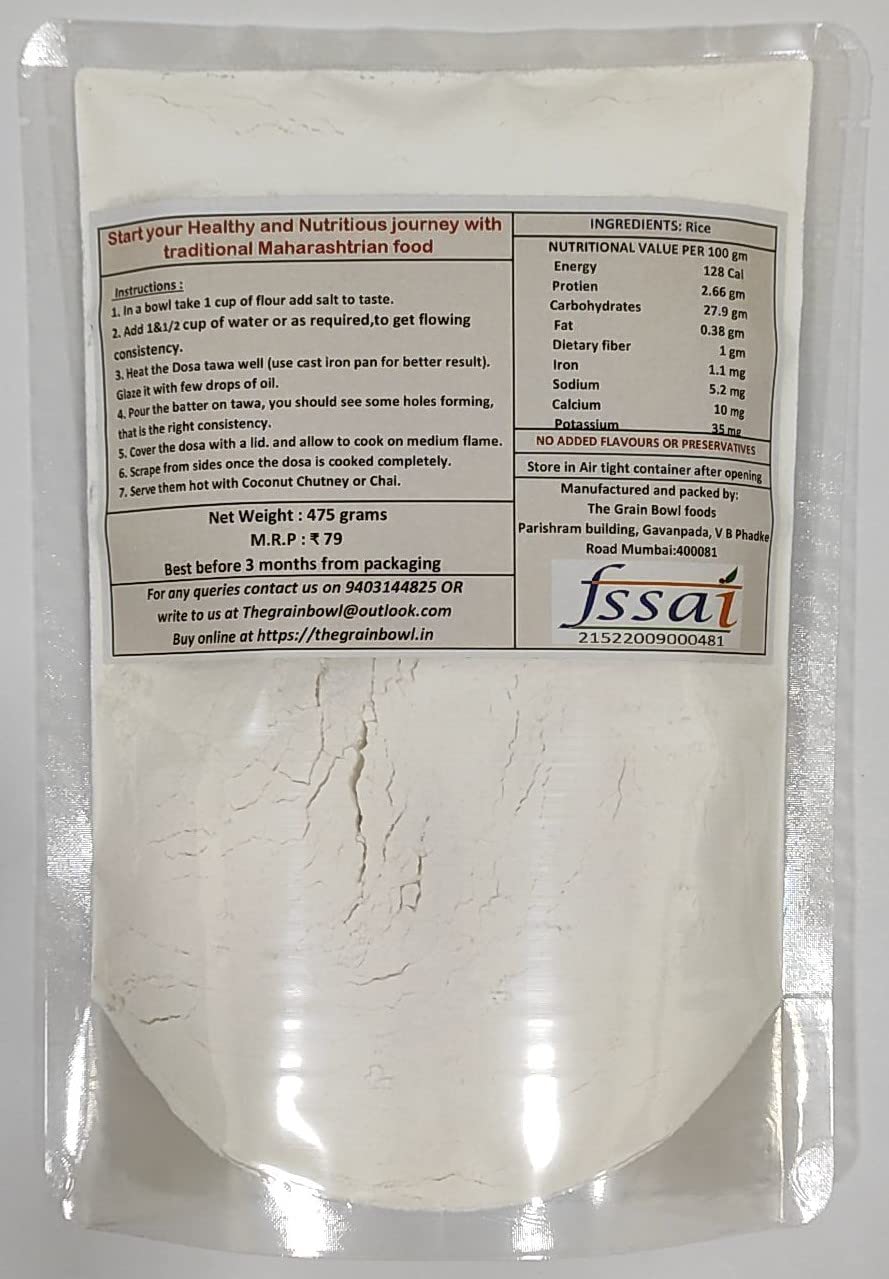 Start your Healthy and Nutritious journey with
traditional Maharashtrian food
Instructions :
1. In a bowl take 1 cup of flour add salt to taste.
2. Add 1&1/2 cup of water or as required,to get flowing
consistency.
3. Heat the Dosa tawa well (use cast iron pan for better result).
Glaze it with few drops of oil.
4. Pour the batter on tawa, you should see some holes forming,
that is the right consistency.
5. Cover the dosa with a lid. and allow to cook on medium flame.
6. Scrape from sides once the dosa is cooked completely.
7. Serve them hot with Coconut Chutney or Chai.
Net Weight : 475 grams
M.R.P : ₹ 79
Best before 3 months from packaging
For any queries contact us on 9403144825 OR
write to us at Thegrainbowl@outlook.com
Buy online at https://thegrainbowl.in
INGREDIENTS: Rice
NUTRITIONAL VALUE PER 100 gm
Energy 128 Cal
Protien 2.66 gm
Carbohydrates 27.9 gm
Fat 0.38 gm
Dietary fiber 1 gm
Iron 1.1 mg
Sodium 5.2 mg
Calcium 10 mg
Potassium 35 mg
NO ADDED FLAVOURS OR PRESERVATIVES
Store in Air tight container after opening
Manufactured and packed by:
The Grain Bowl foods
Parishram building, Gavanpada, V B Phadke
Road Mumbai:400081
fssai
21522009000481